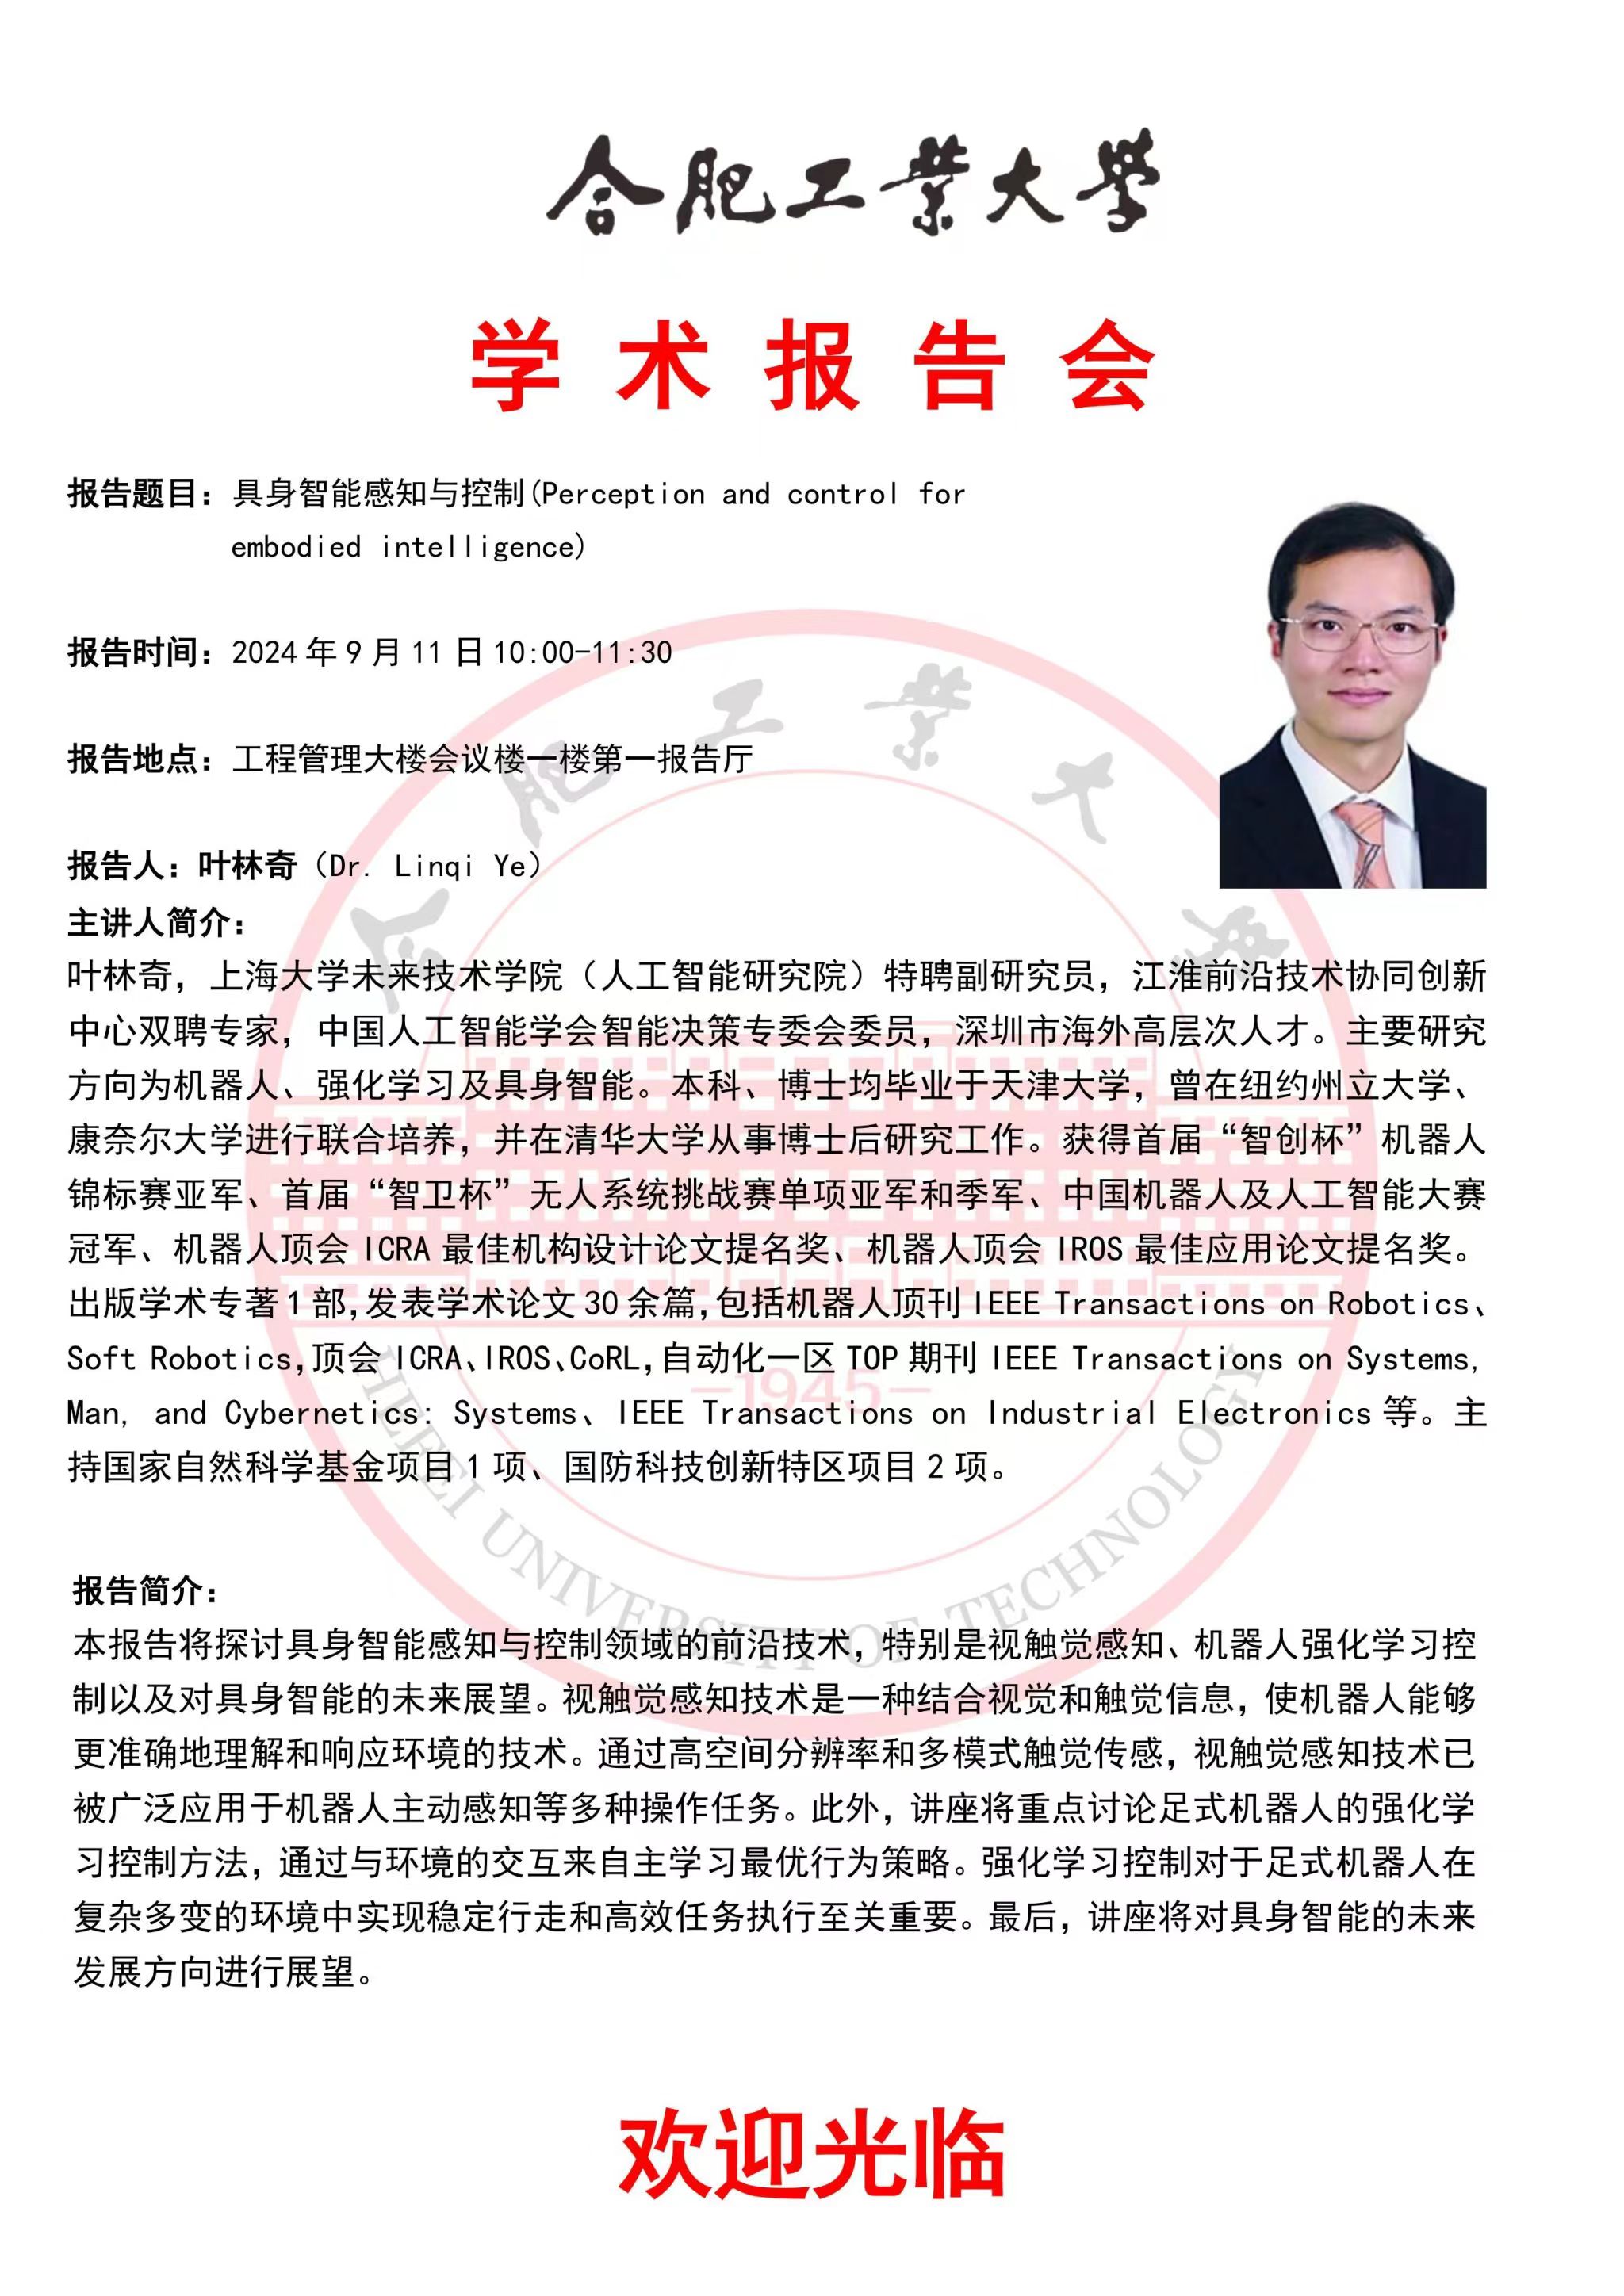 合肥工業大學
学术报告会
报告题目：具身智能感知与控制(Perception and control for
embodied intelligence)
报告时间：2024年9月11日10:00-11:30
报告地点：工程管理大楼会议楼一楼第一报告厅
报告人：叶林奇（Dr. Linqi Ye）
主讲人简介：
叶林奇，上海大学未来技术学院（人工智能研究院）特聘副研究员，江淮前沿技术协同创新
中心双聘专家，中国人工智能学会智能决策专委会委员，深圳市海外高层次人才。主要研究
方向为机器人、强化学习及具身智能。本科、博士均毕业于天津大学，曾在纽约州立大学、
康奈尔大学进行联合培养，并在清华大学从事博士后研究工作。获得首届“智创杯”机器人
锦标赛亚军、首届“智卫杯”无人系统挑战赛单项亚军和季军、中国机器人及人工智能大赛
冠军、机器人顶会 ICRA 最佳机构设计论文提名奖、机器人顶会 IROS 最佳应用论文提名奖。
出版学术专著1部,发表学术论文30余篇,包括机器人顶刊IEEE Transactions on Robotics、
Soft Robotics,顶会 ICRA、IROS、CoRL,自动化一区 TOP 期刊 IEEE Transactions on Systems,
Man, and Cybernetics: Systems、IEEE Transactions on Industrial Electronics 等。主
持国家自然科学基金项目 1 项、国防科技创新特区项目 2 项。
报告简介：
本报告将探讨具身智能感知与控制领域的前沿技术，特别是视触觉感知、机器人强化学习控
制以及对具身智能的未来展望。视触觉感知技术是一种结合视觉和触觉信息，使机器人能够
更准确地理解和响应环境的技术。通过高空间分辨率和多模式触觉传感，视触觉感知技术已
被广泛应用于机器人主动感知等多种操作任务。此外，讲座将重点讨论足式机器人的强化学
习控制方法，通过与环境的交互来自主学习最优行为策略。强化学习控制对于足式机器人在
复杂多变的环境中实现稳定行走和高效任务执行至关重要。最后，讲座将对具身智能的未来
发展方向进行展望。
欢迎光临
合肥工業大學
-1945-
HEFEI UNIVERSITY OF TECHNOLOGY